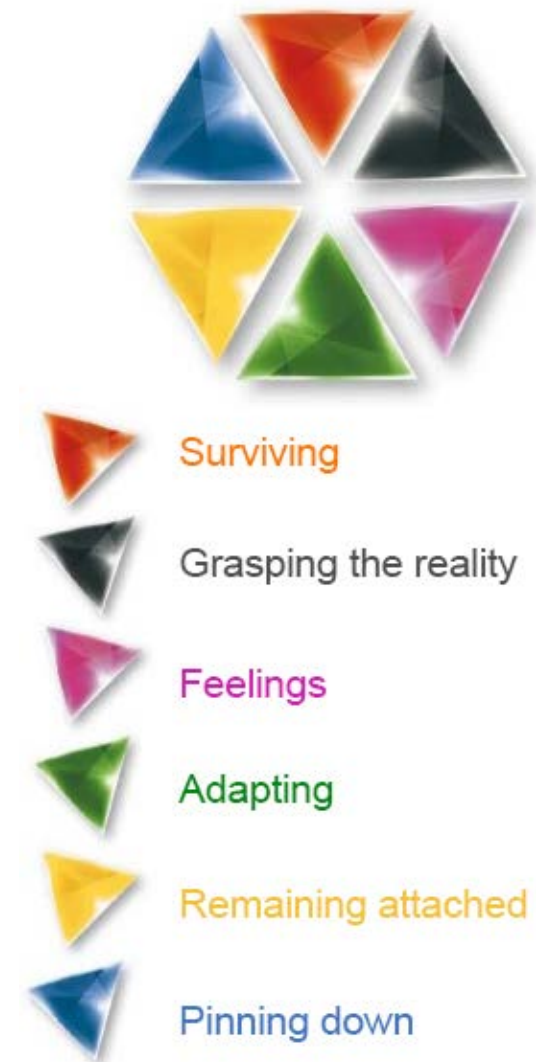 Surviving
Grasping the reality
Feelings
Adapting
Remaining attached
Pinning down